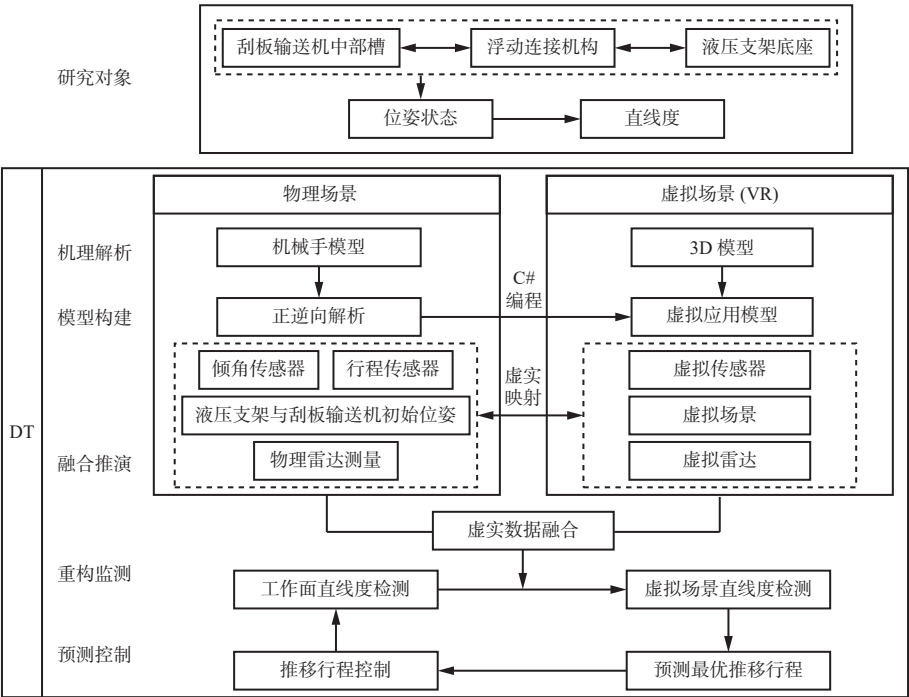 刮板输送机中部槽
浮动连接机构
液压支架底座
研究对象
位姿状态
直线度
物理场景
虚拟场景 (VR)
机理解析
机械手模型
3D 模型
C#
编程
模型构建
正逆向解析
虚拟应用模型
倾角传感器
行程传感器
虚实
映射
虚拟传感器
液压支架与刮板输送机初始位姿
虚拟场景
DT
融合推演
物理雷达测量
虚拟雷达
虚实数据融合
重构监测
工作面直线度检测
虚拟场景直线度检测
预测控制
推移行程控制
预测最优推移行程